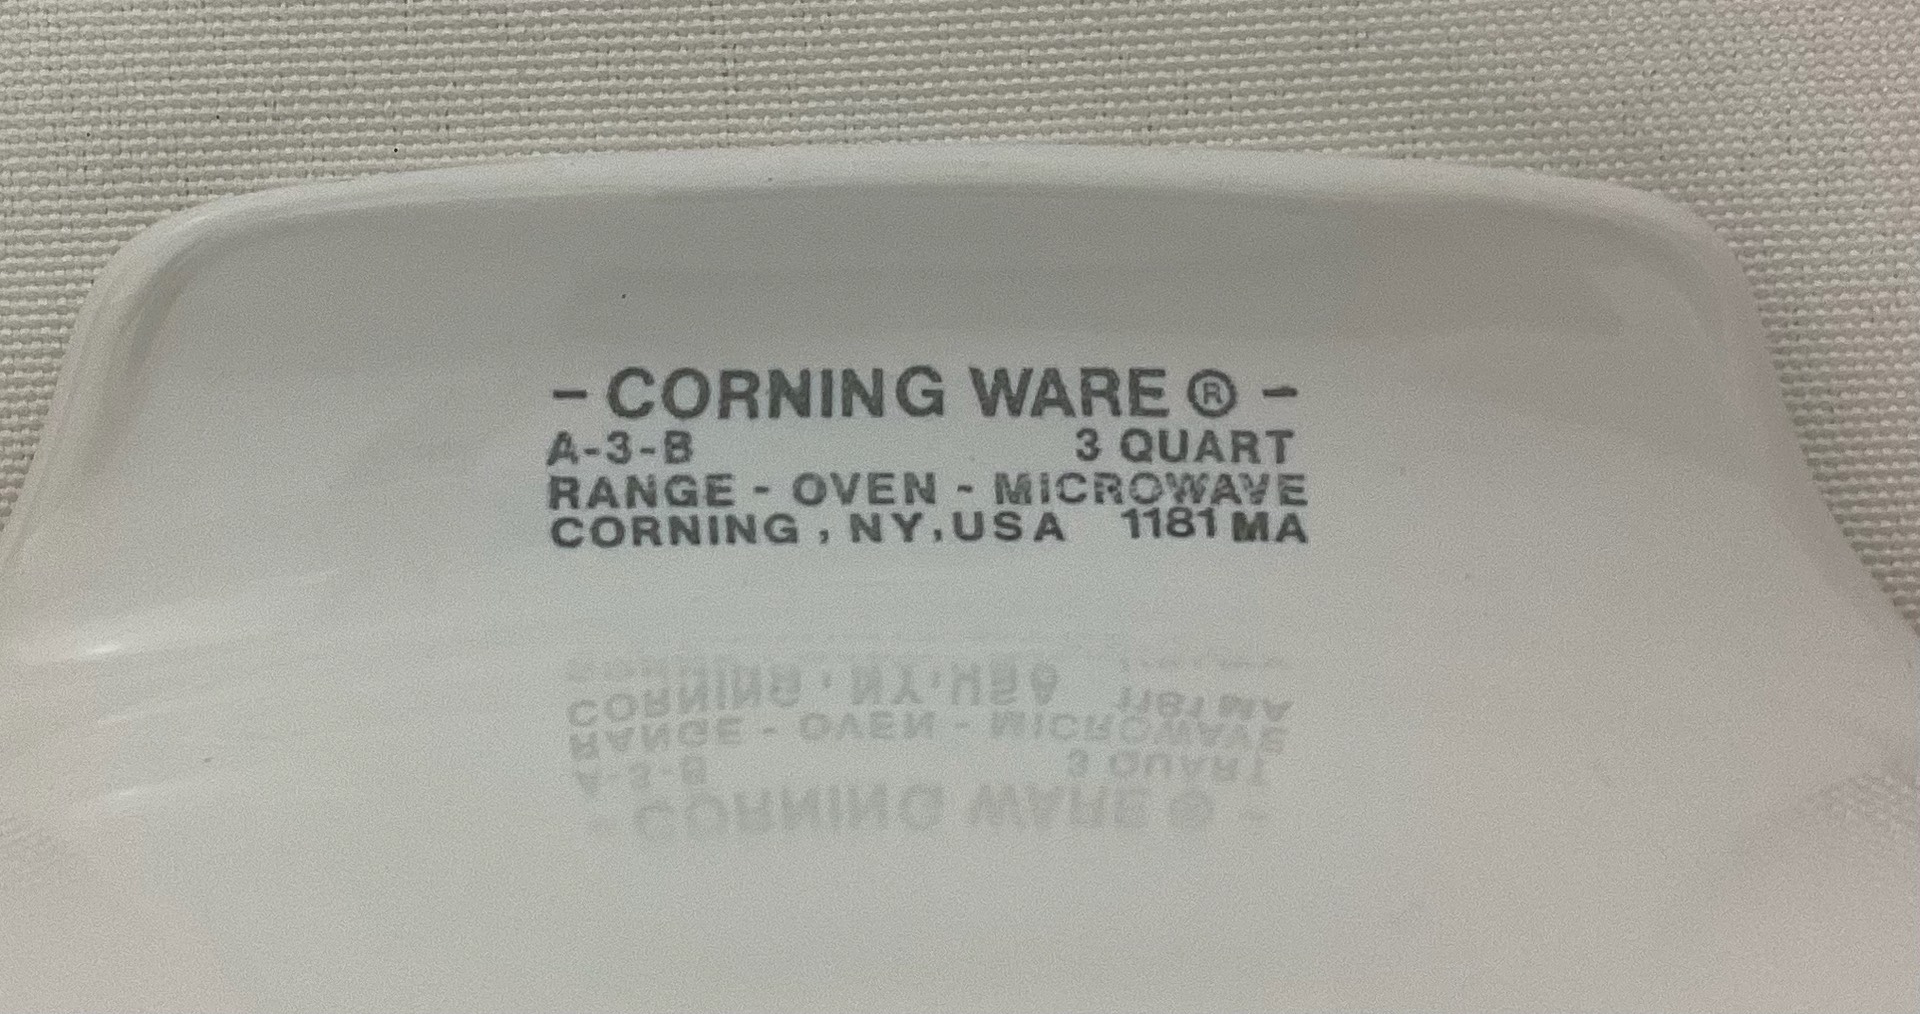 - CORNING WARE ® -
A-3-B 3 QUART
RANGE - OVEN - MICROWAVE
CORNING, NY, USA 1181 MA